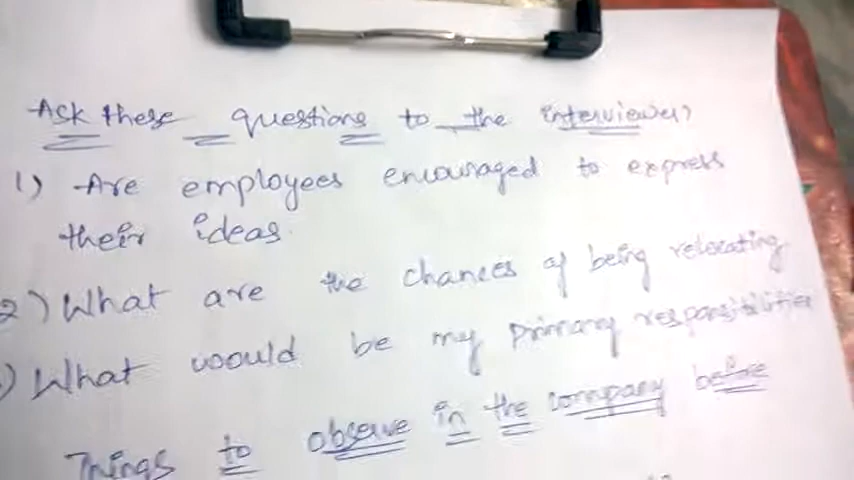 Ask these questions to the interviewer?
1) Are employees encouraged to express
their ideas.
2) What are the chances of being relocating
) What would be my primary responsibilities
Things to observe in the company before